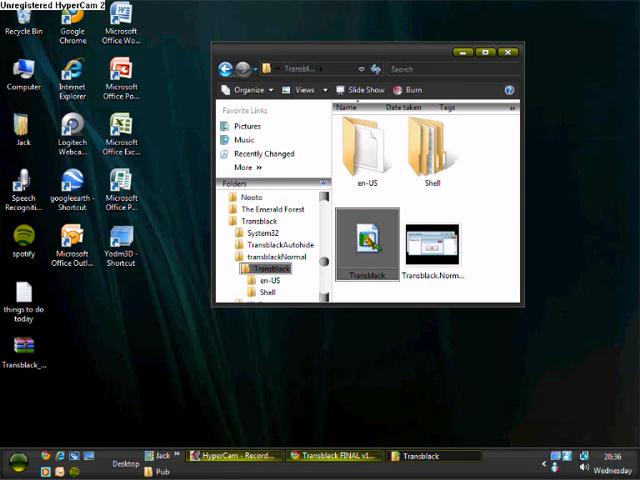 Unregistered HyperCam 2
Recycle Bin
Google
Chrome
Microsoft
Office Wo...
Computer
Internet
Explorer
Microsoft
Office Po...
Jack
Logitech
Webca...
Microsoft
Office Exc...
Speech
Recogniti...
googleearth -
Shortcut
Microsoft
Office P...
spotify
Microsoft
Office Outl...
Yodm3D -
Shortcut
things to do
today
Transblack_...
Transbl...
Search
Organize
Views
Slide Show
Burn
Favorite Links
Pictures
Music
Recently Changed
More »
Folders
Nooto
The Emerald Forest
Transblack
System32
TransblackAutohide
transblackNormal
Transblack
en-US
Shell
Name
Date taken
Tags
»
en-US
Shell
Transblack
Transblack.Norm...
Desktop
Jack
»
Pub
HyperCam - Record...
Transblack FINAL v1...
Transblack
20:36
Wednesday